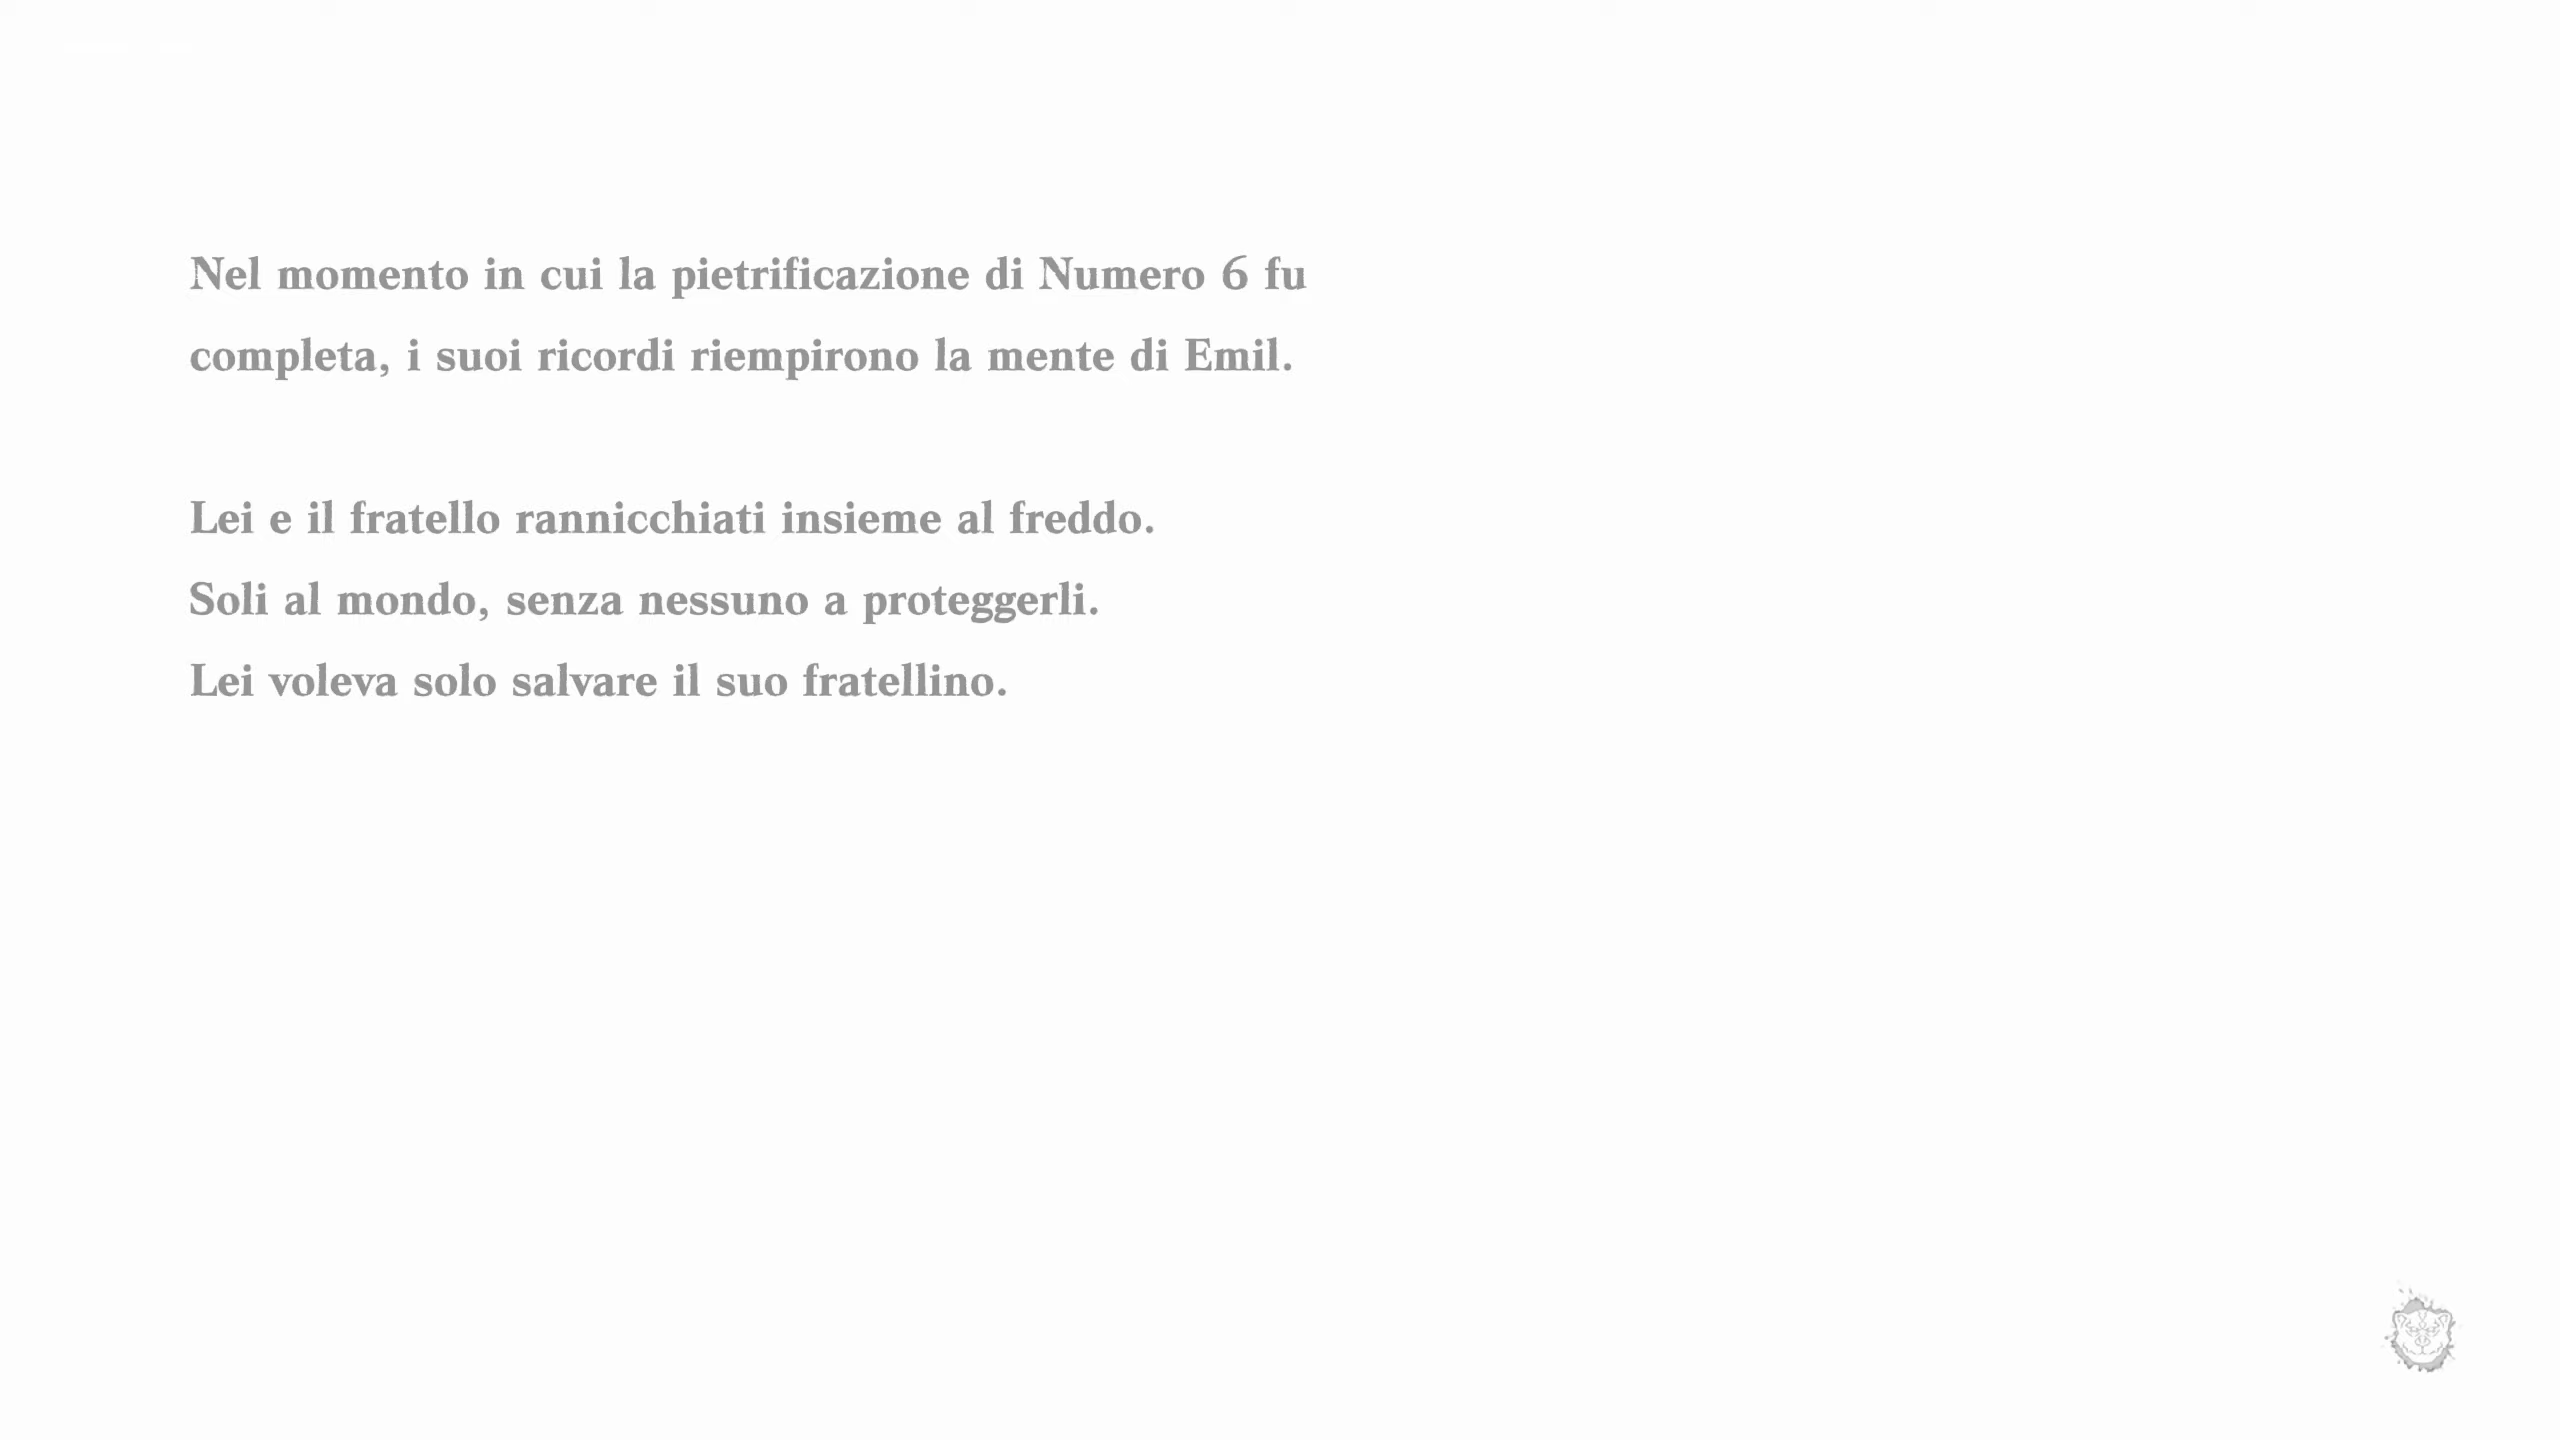 Nel momento in cui la pietrificazione di Numero 6 fu
completa, i suoi ricordi riempirono la mente di Emil.
Lei e il fratello rannicchiati insieme al freddo.
Soli al mondo, senza nessuno a proteggerli.
Lei voleva solo salvare il suo fratellino.